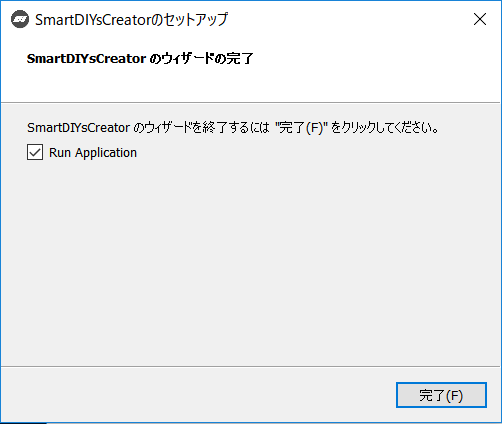 SmartDIYsCreatorのセットアップ
SmartDIYsCreator のウィザードの完了
SmartDIYsCreator のウィザードを終了するには "完了(F)" をクリックしてください。
Run Application
完了(F)